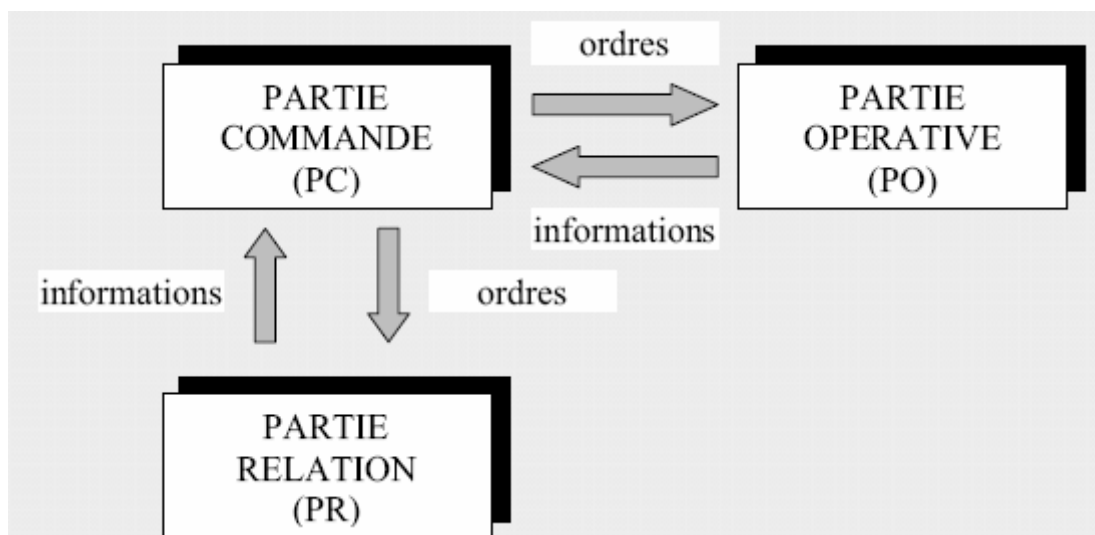 ordres
PARTIE
COMMANDE
(PC)
PARTIE
OPERATIVE
(PO)
informations
informations
ordres
PARTIE
RELATION
(PR)